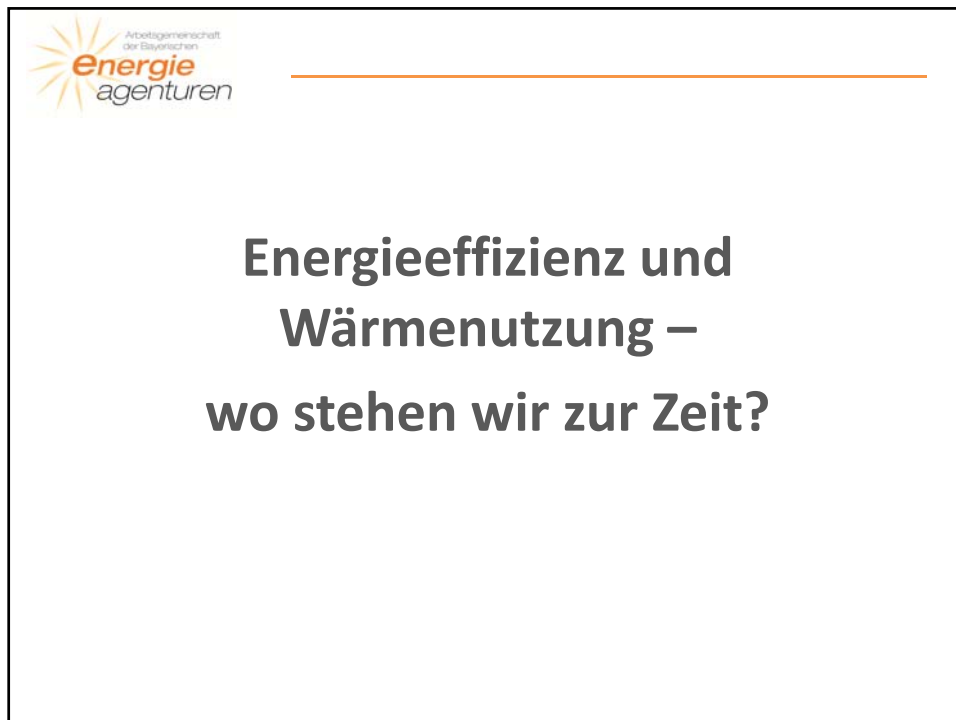 Arbeitsgemeinschaft
der Bayerischen
energie
agenturen
Energieeffizienz und
Wärmenutzung –
wo stehen wir zur Zeit?